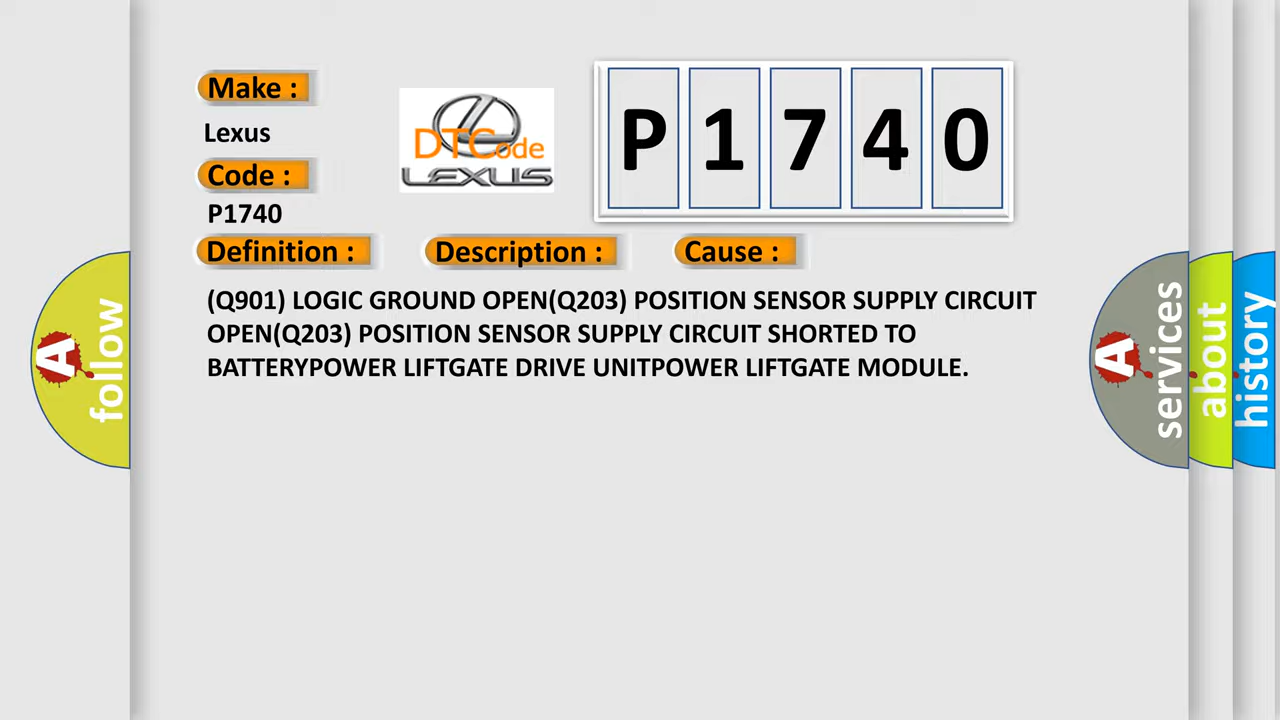 Make :
Lexus
Code :
P1740
DTCode
LEXUS
P 1 7 4 0
Definition :
Description :
Cause :
(Q901) LOGIC GROUND OPEN(Q203) POSITION SENSOR SUPPLY CIRCUIT
OPEN(Q203) POSITION SENSOR SUPPLY CIRCUIT SHORTED TO
BATTERYPOWER LIFTGATE DRIVE UNITPOWER LIFTGATE MODULE.
A
follow
A
services
about
history